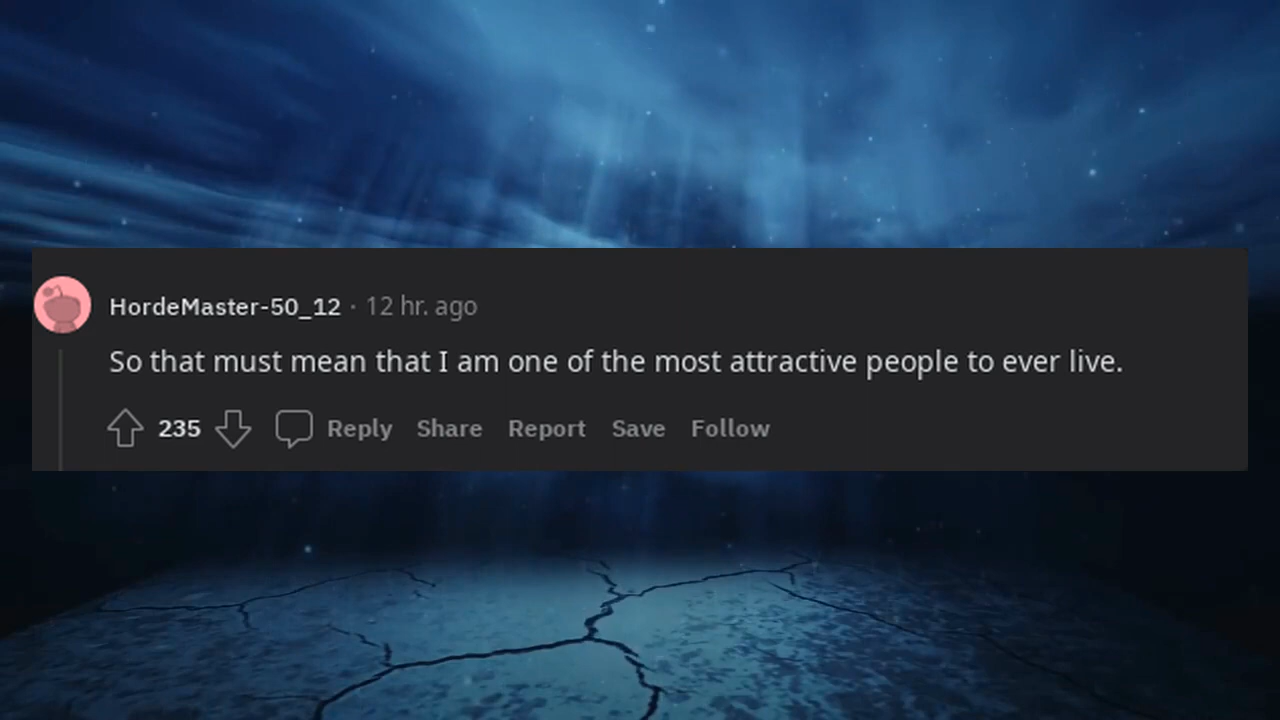 HordeMaster-50_12 · 12 hr. ago
So that must mean that I am one of the most attractive people to ever live.
235 Reply Share Report Save Follow